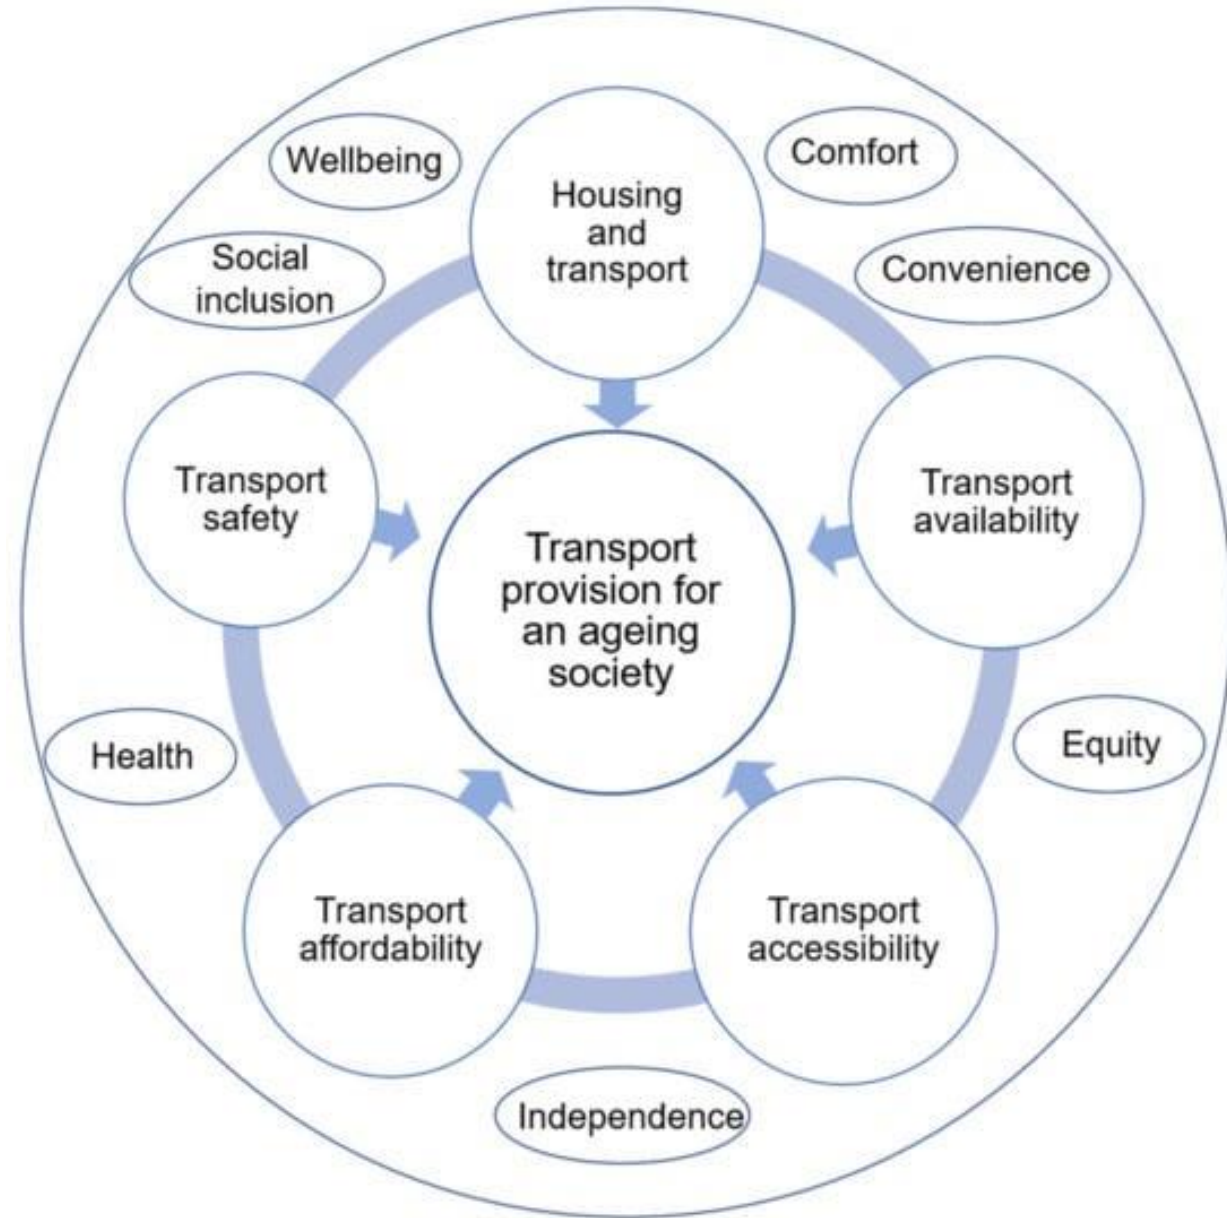 Wellbeing
Comfort
Housing
and
transport
Social
inclusion
Convenience
Transport
safety
Transport
availability
Transport
provision for
an ageing
society
Health
Equity
Transport
affordability
Transport
accessibility
Independence